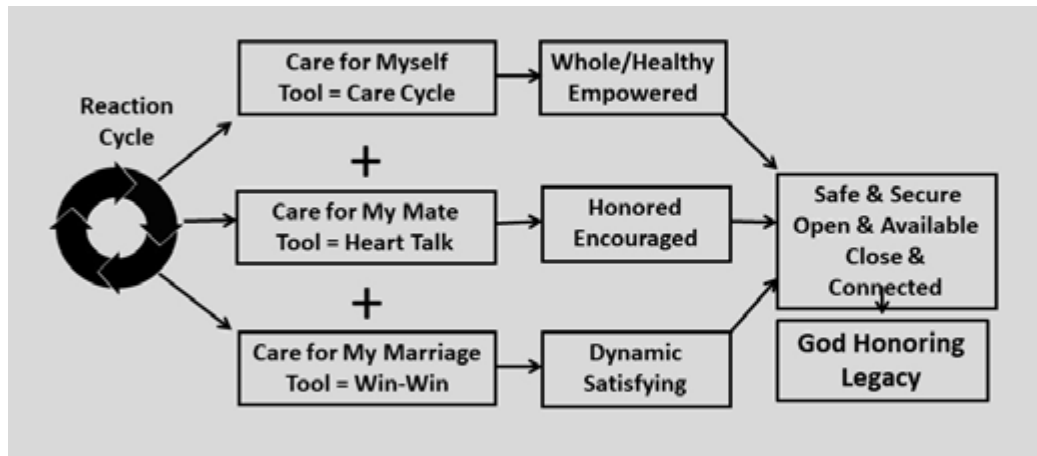 Reaction
Cycle
Care for Myself
Tool = Care Cycle
Whole/Healthy
Empowered
+
Care for My Mate
Tool = Heart Talk
Honored
Encouraged
+
Care for My Marriage
Tool = Win-Win
Dynamic
Satisfying
Safe & Secure
Open & Available
Close &
Connected
God Honoring
Legacy